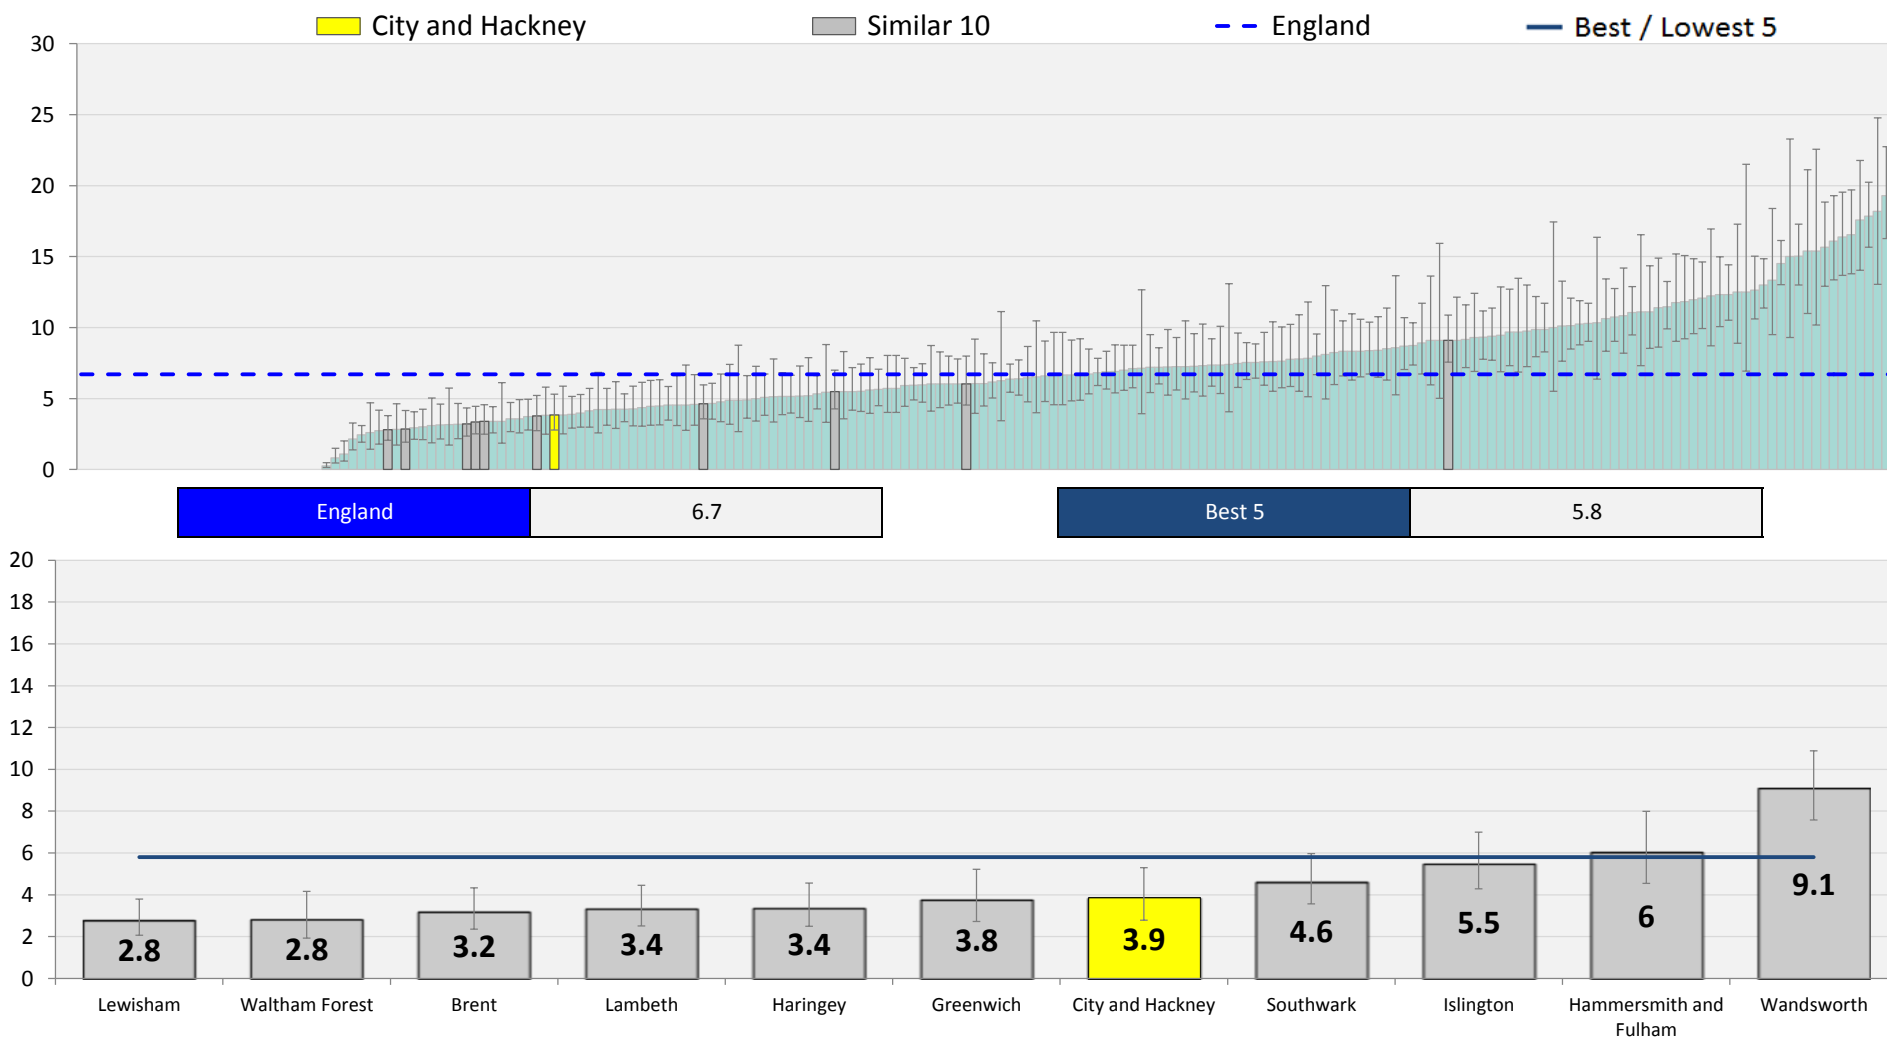 City and Hackney
Similar 10
England
Best / Lowest 5
30
25
20
15
10
5
0
England 6.7
Best 5 5.8
20
18
16
14
12
10
8
6
4
2
0
2.8
2.8
3.2
3.4
3.4
3.8
3.9
4.6
5.5
6
9.1
Lewisham
Waltham Forest
Brent
Lambeth
Haringey
Greenwich
City and Hackney
Southwark
Islington
Hammersmith and
Fulham
Wandsworth